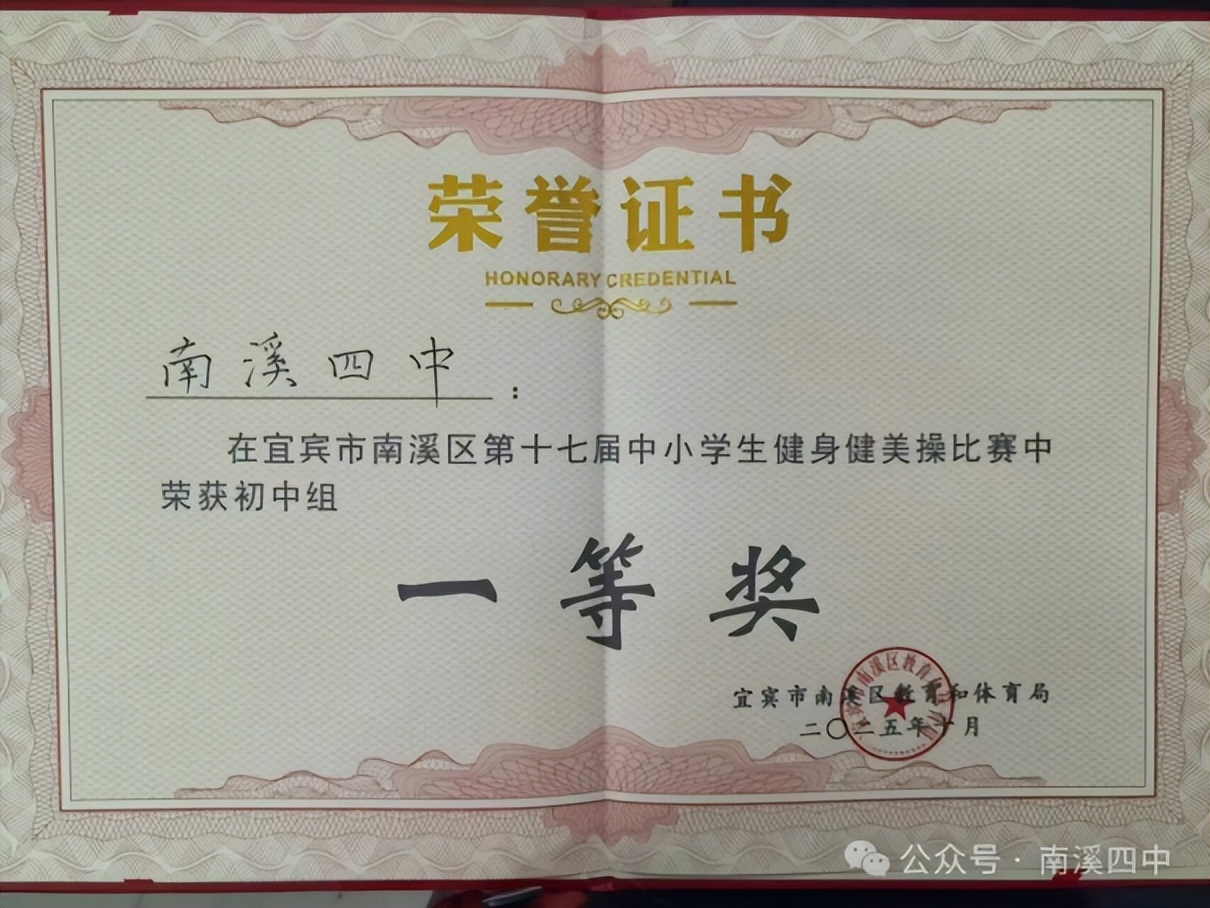 荣誉证书
HONORARY CREDENTIAL
南溪四中：
在宜宾市南溪区第十七届中小学生健身健美操比赛中
荣获初中组
一等奖
宜宾市南溪区教育和体育局
二〇二五年十月
公众号·南溪四中